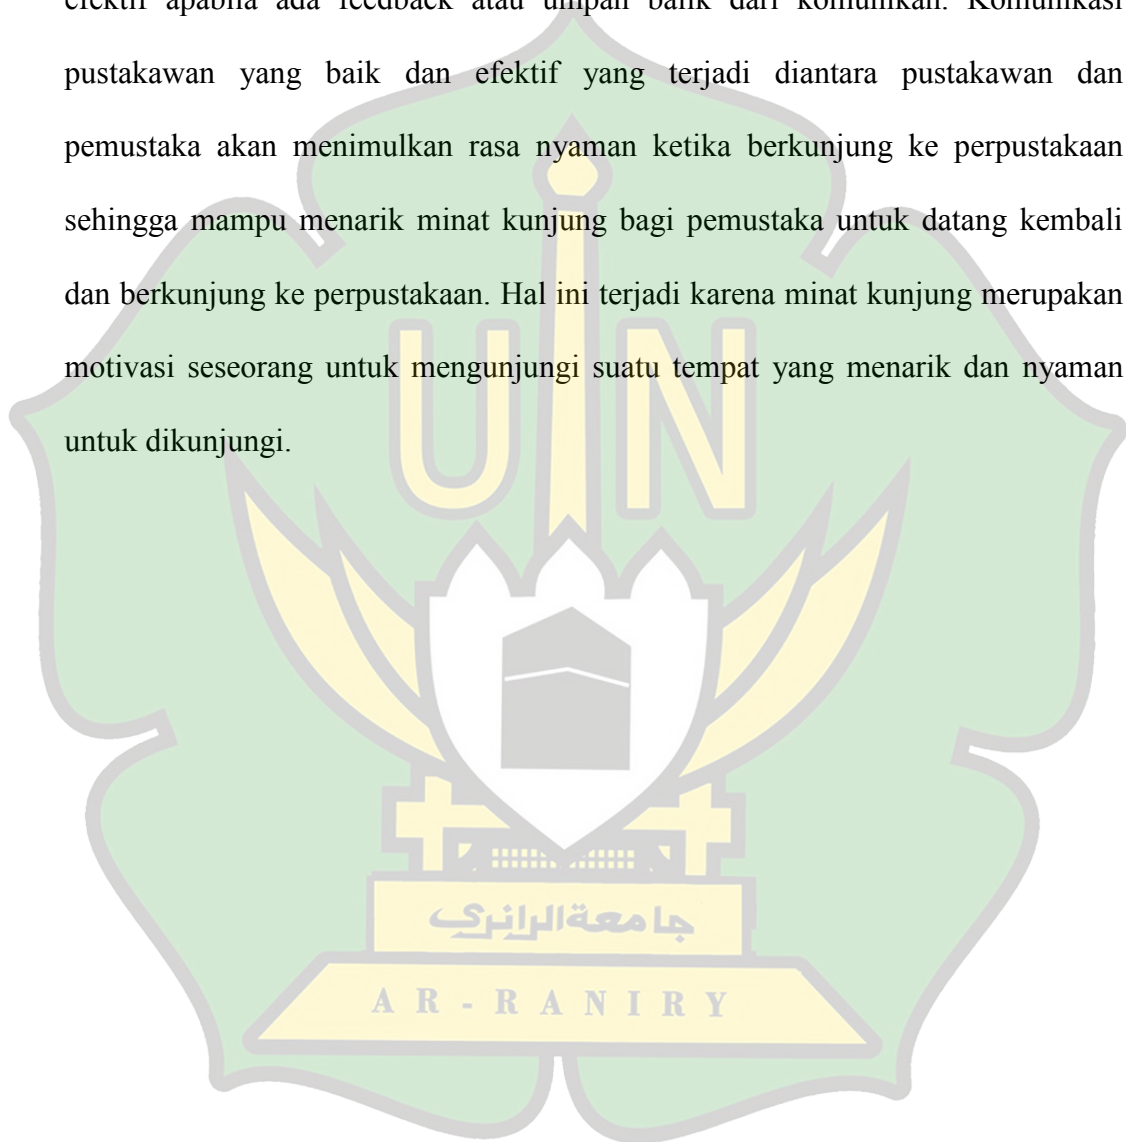 efektif apabila ada feedback atau umpan balik dari komunikan. Komunikasi
pustakawan yang baik dan efektif yang terjadi diantara pustakawan dan
pemustaka akan menimulkan rasa nyaman ketika berkunjung ke perpustakaan
sehingga mampu menarik minat kunjung bagi pemustaka untuk datang kembali
dan berkunjung ke perpustakaan. Hal ini terjadi karena minat kunjung merupakan
motivasi seseorang untuk mengunjungi suatu tempat yang menarik dan nyaman
untuk dikunjungi.
UIN
جامعة الرانري
AR-RANIRY